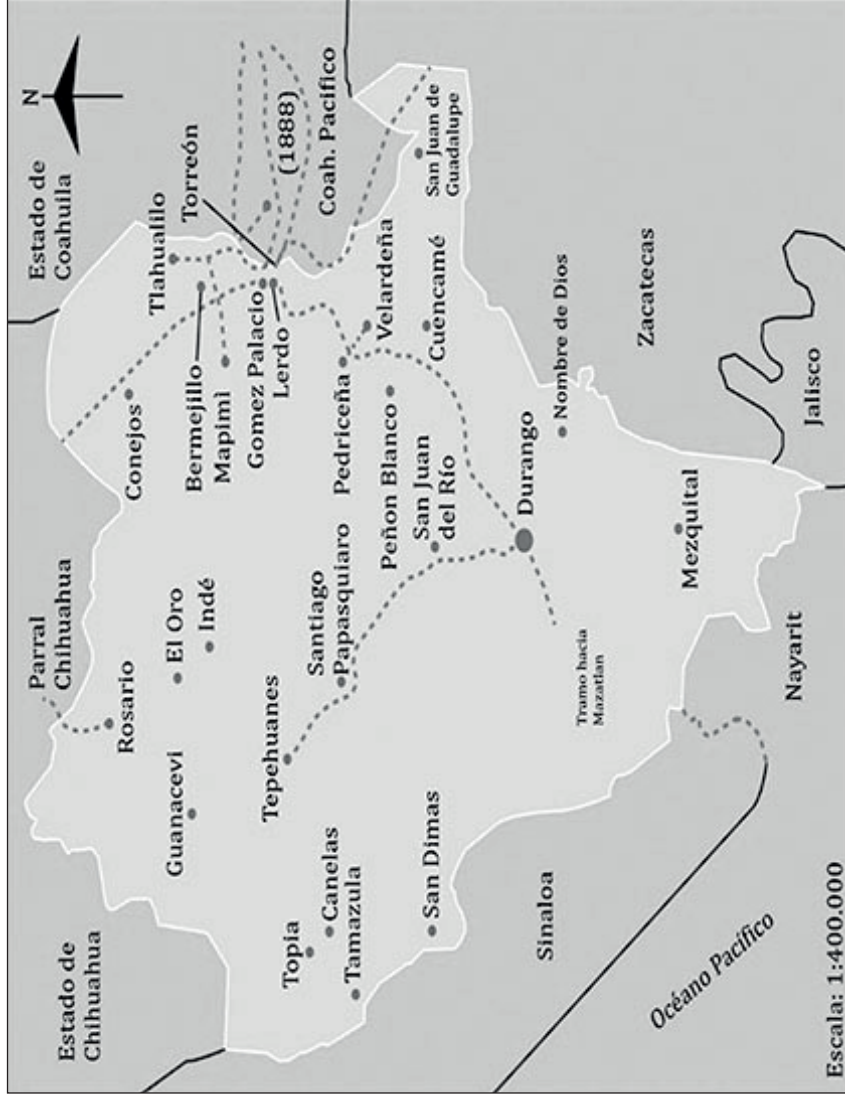 Parral
Chihuahua
Estado de
Coahuila
N
Estado de
Chihuahua
Rosario
Conejos
Tlahualilo
El Oro
Guanacevi
Indé
Bermejillo
Mapimì
Torreón
Gomez Palacio
Lerdo
(1888)
Coah. Pacífico
Tepehuanes
Topia
Canelas
Tamazula
Santiago
Papasquiaro
Pedriceña
Velardeña
Peñon Blanco
San Juan
del Río
Cuencamé
San Juan de
Guadalupe
San Dimas
Durango
Nombre de Dios
Sinaloa
Tramo hacia
Mazatlan
Zacatecas
Mezquital
Océano Pacífico
Nayarit
Jalisco
Escala: 1:400.000